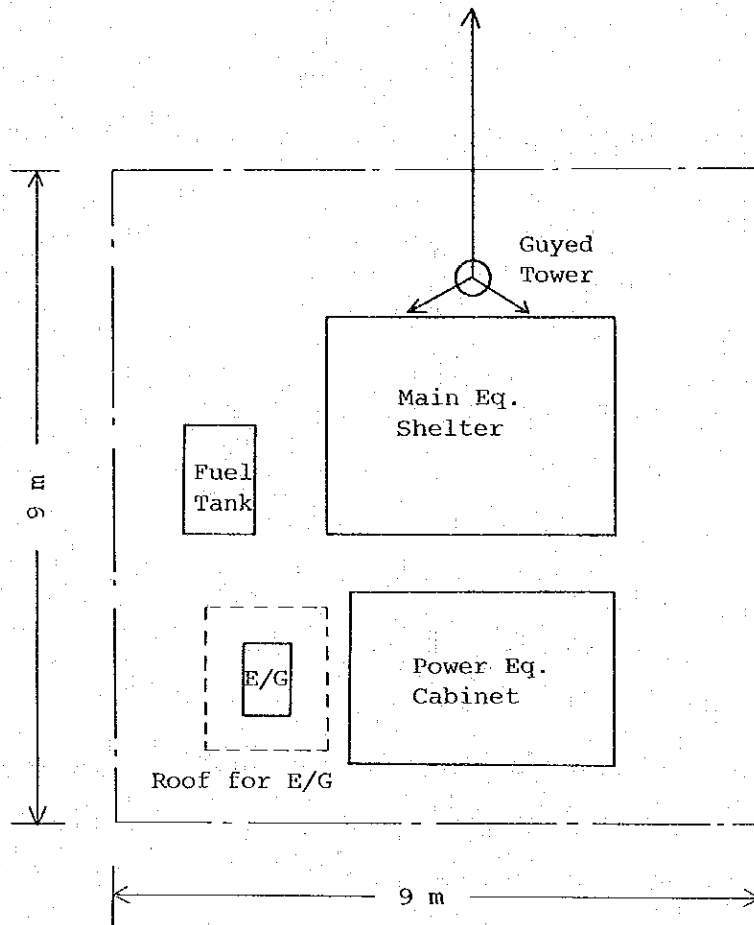 Guyed
Tower
Main Eq.
Shelter
Fuel
Tank
9 m
E/G
Power Eq.
Cabinet
Roof for E/G
9 m